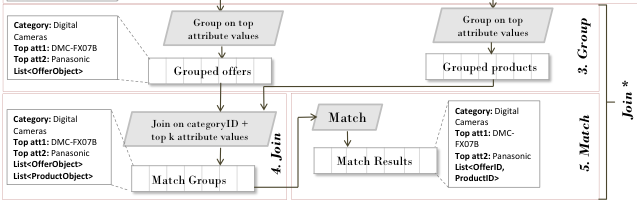 Category: Digital
Cameras
Top att1: DMC-FX07B
Top att2: Panasonic
List<OfferObject>
Group on top
attribute values
Grouped offers
Group on top
attribute values
Grouped products
3. Group
Category: Digital
Cameras
Top att1: DMC-FX07B
Top att2: Panasonic
List<OfferObject>
List<ProductObject>
Join on categoryID +
top k attribute values
Match Groups
4. Join
Match
Match Results
Category: Digital
Cameras
Top att1: DMC-
FX07B
Top att2: Panasonic
List<OfferID,
ProductID>
5. Match
Join *